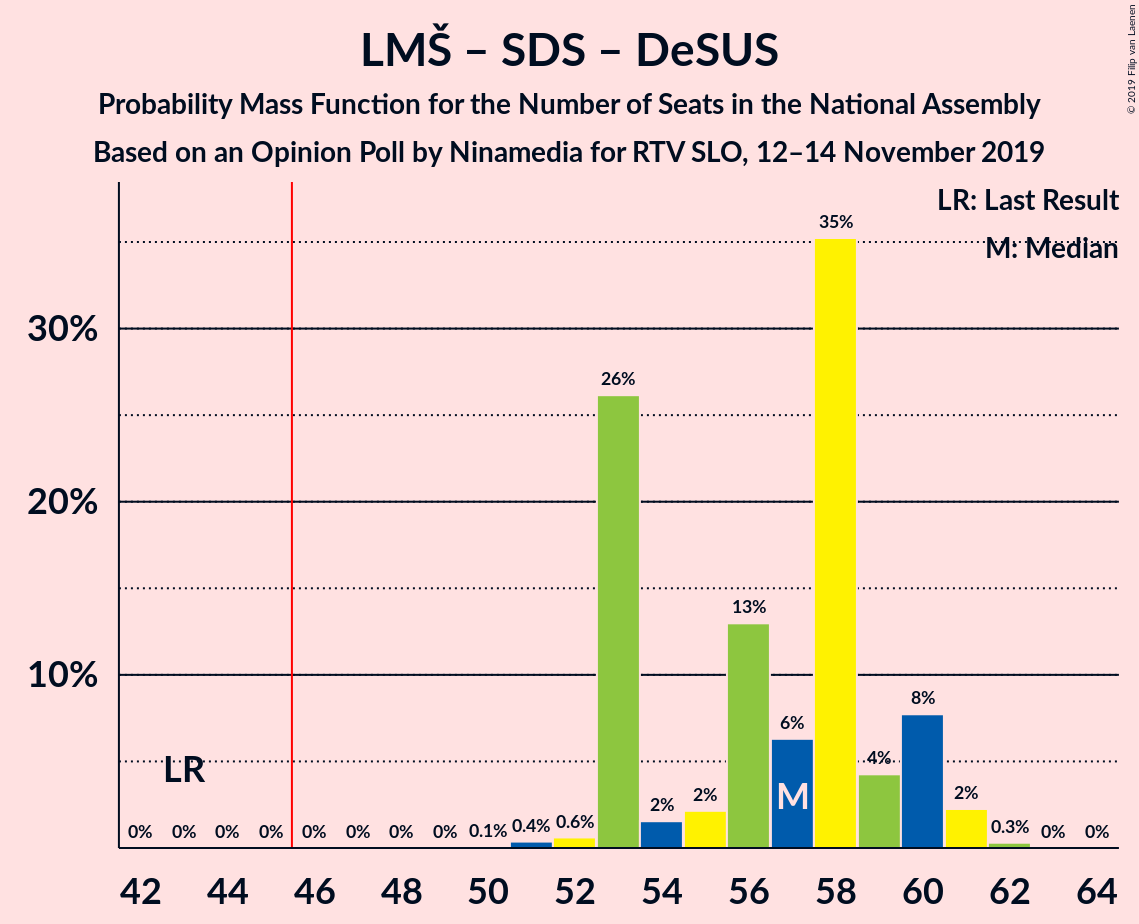 LMŠ – SDS – DeSUS
Probability Mass Function for the Number of Seats in the National Assembly
Based on an Opinion Poll by Ninamedia for RTV SLO, 12–14 November 2019
© 2019 Filip van Laenen
LR: Last Result
M: Median
30%
20%
10%
LR
M
0% 0% 0% 0% 0% 0% 0% 0% 0.1% 0.4% 0.6% 26% 2% 2% 13% 6% 35% 4% 8% 2% 0.3% 0% 0%
42 44 46 48 50 52 54 56 58 60 62 64